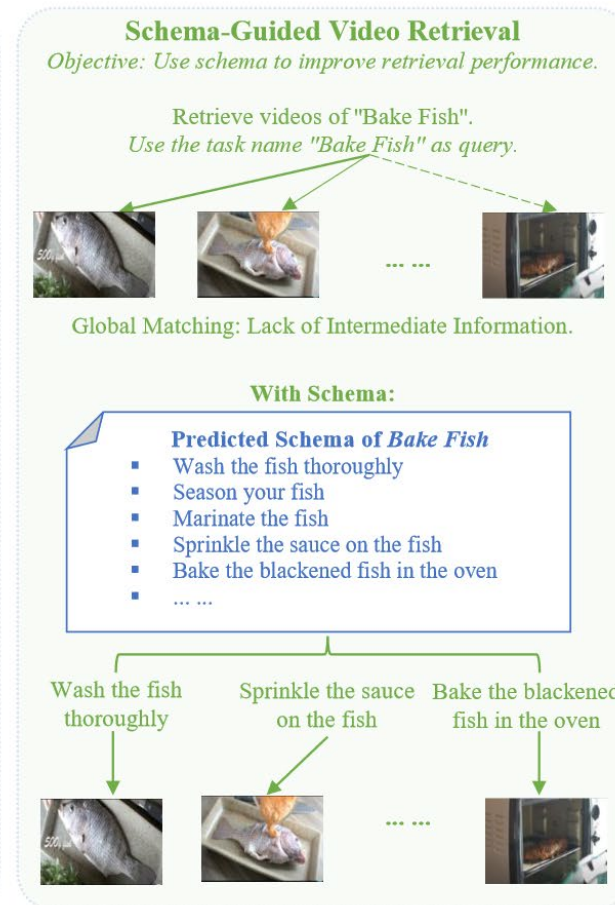 Schema-Guided Video Retrieval
Objective: Use schema to improve retrieval performance.
Retrieve videos of "Bake Fish".
Use the task name "Bake Fish" as query.
500g
... ...
Global Matching: Lack of Intermediate Information.
With Schema:
Predicted Schema of Bake Fish
▪ Wash the fish thoroughly
▪ Season your fish
▪ Marinate the fish
▪ Sprinkle the sauce on the fish
▪ Bake the blackened fish in the oven
▪ ... ...
Wash the fish
thoroughly
Sprinkle the sauce
on the fish
Bake the blackened
fish in the oven
500g
... ...